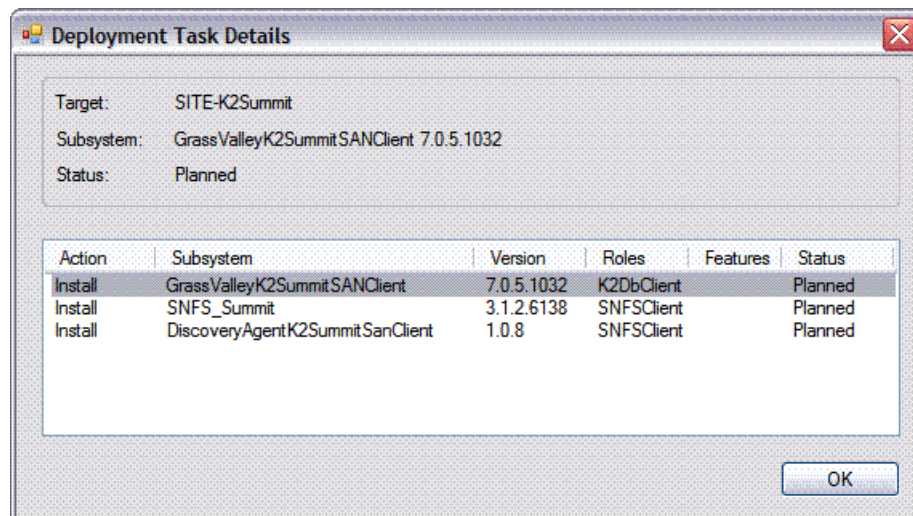 Deployment Task Details
Target: SITE-K2Summit
Subsystem: GrassValleyK2SummitSANClient 7.0.5.1032
Status: Planned
Action Subsystem Version Roles Features Status
Install GrassValleyK2SummitSANClient 7.0.5.1032 K2DbClient Planned
Install SNFS_Summit 3.1.2.6138 SNFSClient Planned
Install DiscoveryAgentK2SummitSanClient 1.0.8 SNFSClient Planned
OK